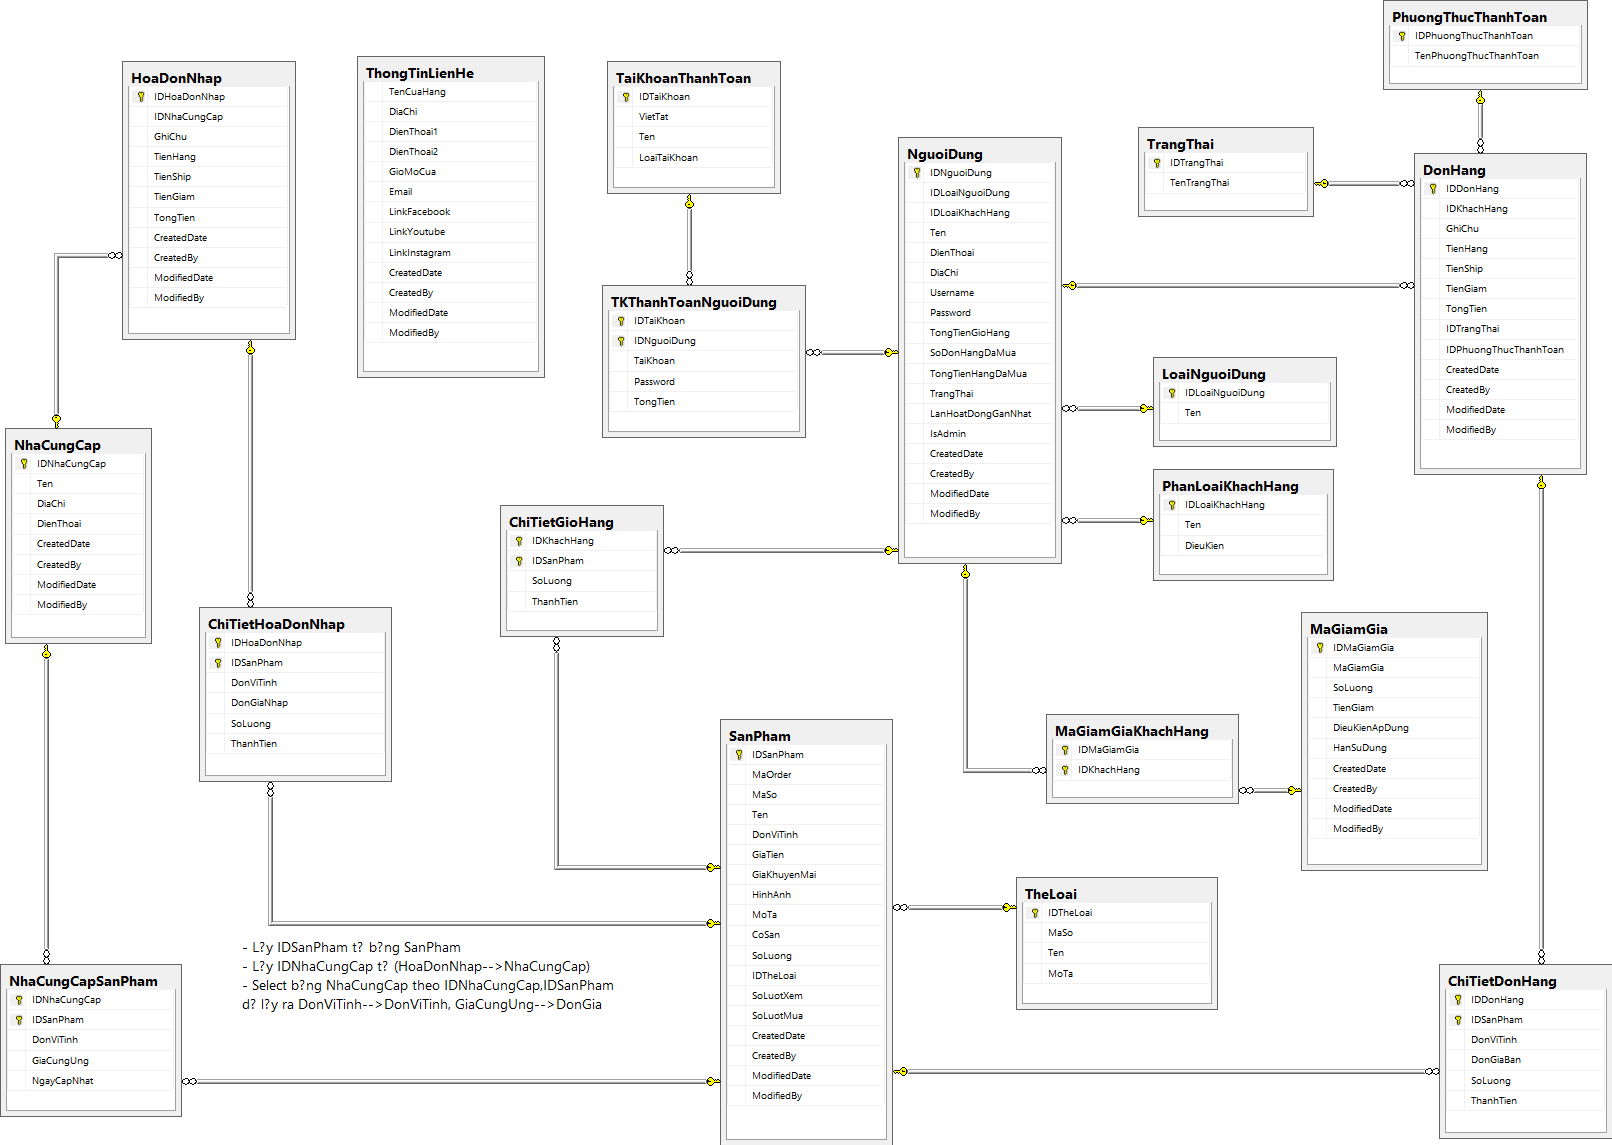 HoaDonNhap
IDHoaDonNhap
IDNhaCungCap
GhiChu
TienHang
TienShip
TienGiam
TongTien
CreatedDate
CreatedBy
ModifiedDate
ModifiedBy
ThongTinLienHe
TenCuaHang
DiaChi
DienThoai1
DienThoai2
GioMoCua
Email
LinkFacebook
LinkYoutube
LinkInstagram
CreatedDate
CreatedBy
ModifiedDate
ModifiedBy
TaiKhoanThanhToan
IDTaiKhoan
VietTat
Ten
LoaiTaiKhoan
TKThanhToanNguoiDung
IDTaiKhoan
IDNguoiDung
TaiKhoan
Password
TongTien
NguoiDung
IDNguoiDung
IDLoaiNguoiDung
IDLoaiKhachHang
Ten
DienThoai
DiaChi
Username
Password
TongTienGioHang
SoDonHangDaMua
TongTienHangDaMua
TrangThai
LanHoatDongGanNhat
IsAdmin
CreatedDate
CreatedBy
ModifiedDate
ModifiedBy
PhuongThucThanhToan
IDPhuongThucThanhToan
TenPhuongThucThanhToan
TrangThai
IDTrangThai
TenTrangThai
DonHang
IDDonHang
IDKhachHang
GhiChu
TienHang
TienShip
TienGiam
TongTien
IDTrangThai
IDPhuongThucThanhToan
CreatedDate
CreatedBy
ModifiedDate
ModifiedBy
LoaiNguoiDung
IDLoaiNguoiDung
Ten
PhanLoaiKhachHang
IDLoaiKhachHang
Ten
DieuKien
NhaCungCap
IDNhaCungCap
Ten
DiaChi
DienThoai
CreatedDate
CreatedBy
ModifiedDate
ModifiedBy
ChiTietHoaDonNhap
IDHoaDonNhap
IDSanPham
DonViTinh
DonGiaNhap
SoLuong
ThanhTien
ChiTietGioHang
IDKhachHang
IDSanPham
SoLuong
ThanhTien
MaGiamGia
IDMaGiamGia
MaGiamGia
SoLuong
TienGiam
DieuKienApDung
HanSuDung
CreatedDate
CreatedBy
ModifiedDate
ModifiedBy
MaGiamGiaKhachHang
IDMaGiamGia
IDKhachHang
SanPham
IDSanPham
MaOrder
MaSo
Ten
DonViTinh
GiaTien
GiaKhuyenMai
HinhAnh
MoTa
CoSan
SoLuong
IDTheLoai
SoLuotXem
SoLuotMua
CreatedDate
CreatedBy
ModifiedDate
ModifiedBy
TheLoai
IDTheLoai
MaSo
Ten
MoTa
- L?y IDSanPham t? b?ng SanPham
- L?y IDNhaCungCap t? (HoaDonNhap-->NhaCungCap)
- Select b?ng NhaCungCap theo IDNhaCungCap,IDSanPham
d? l?y ra DonViTinh-->DonViTinh, GiaCungUng-->DonGia
NhaCungCapSanPham
IDNhaCungCap
IDSanPham
DonViTinh
GiaCungUng
NgayCapNhat
ChiTietDonHang
IDDonHang
IDSanPham
DonViTinh
DonGiaBan
SoLuong
ThanhTien